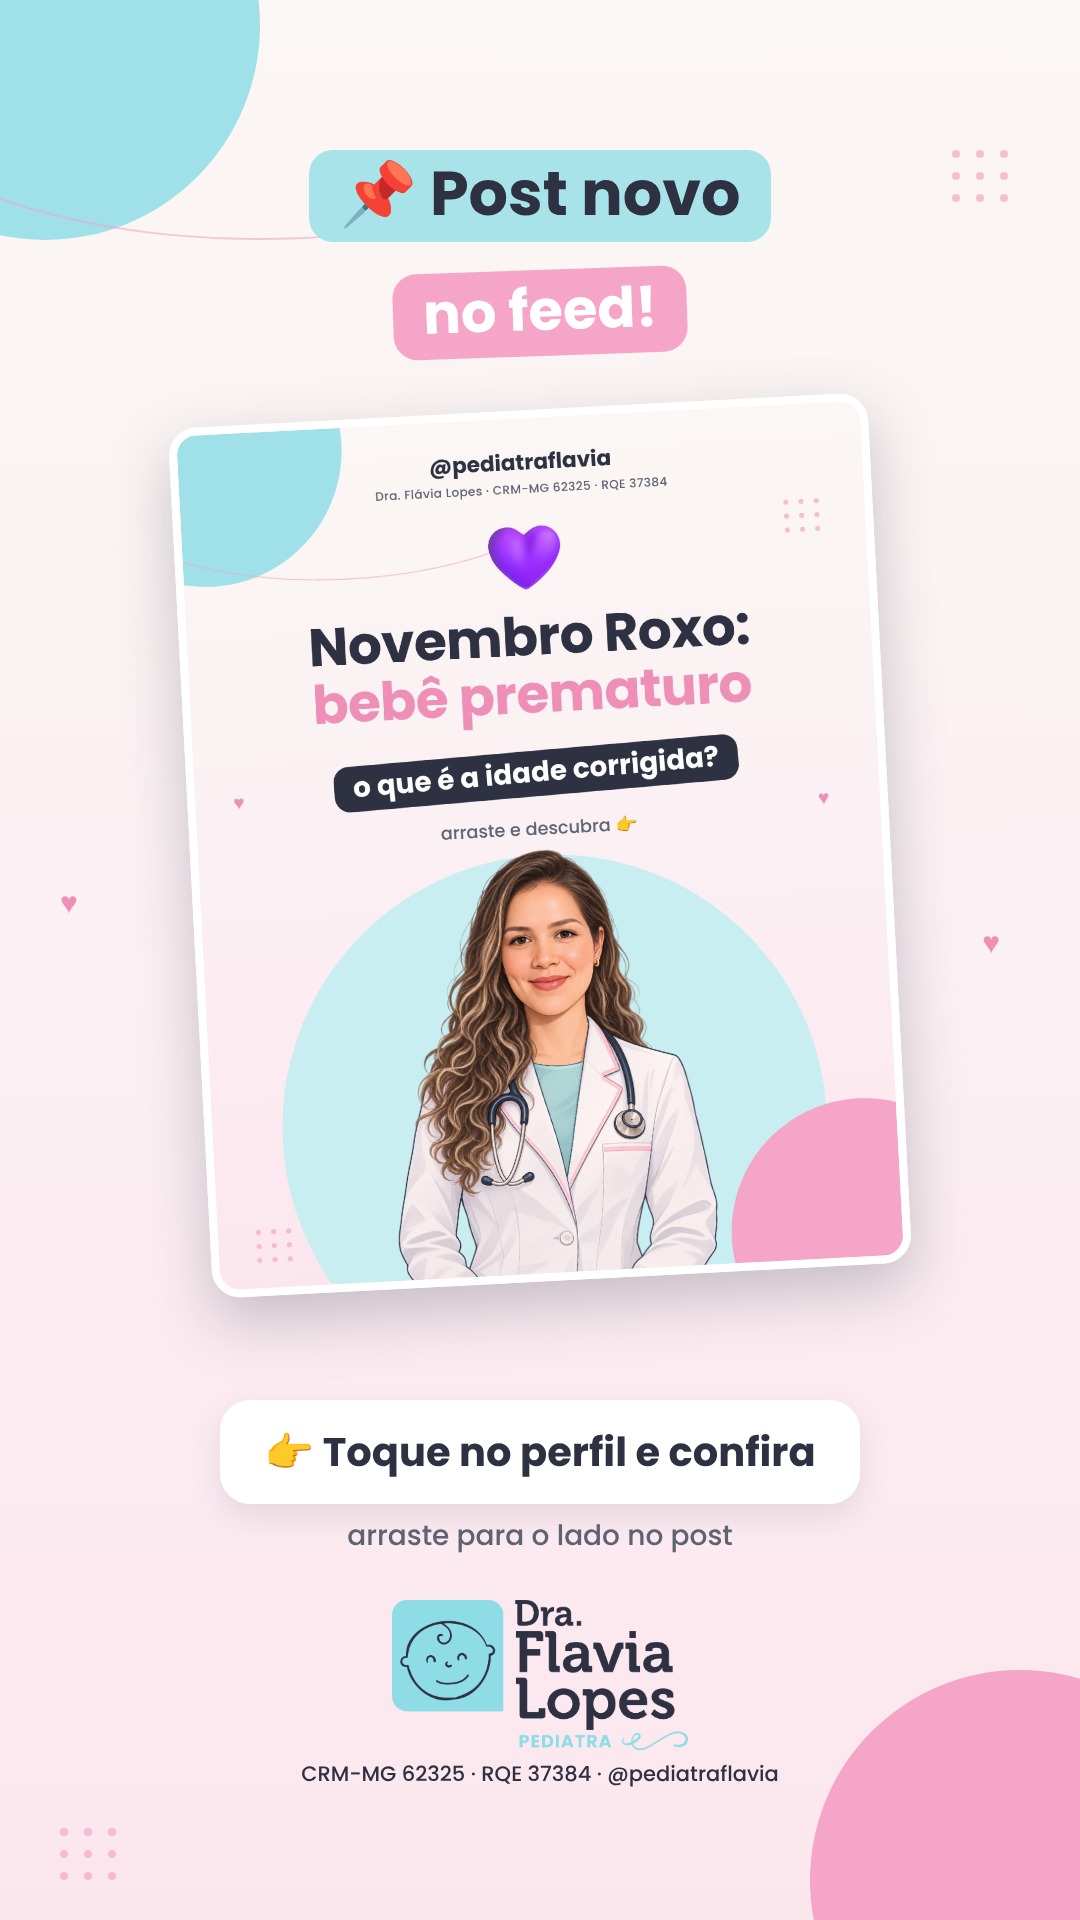 📌 Post novo
no feed!
@pediatraflavia
Dra. Flávia Lopes · CRM-MG 62325 · RQE 37384
Novembro Roxo:
bebê prematuro
o que é a idade corrigida?
arraste e descubra 👉
👉 Toque no perfil e confira
arraste para o lado no post
Dra.
Flavia
Lopes
PEDIATRA
CRM-MG 62325 · RQE 37384 · @pediatraflavia